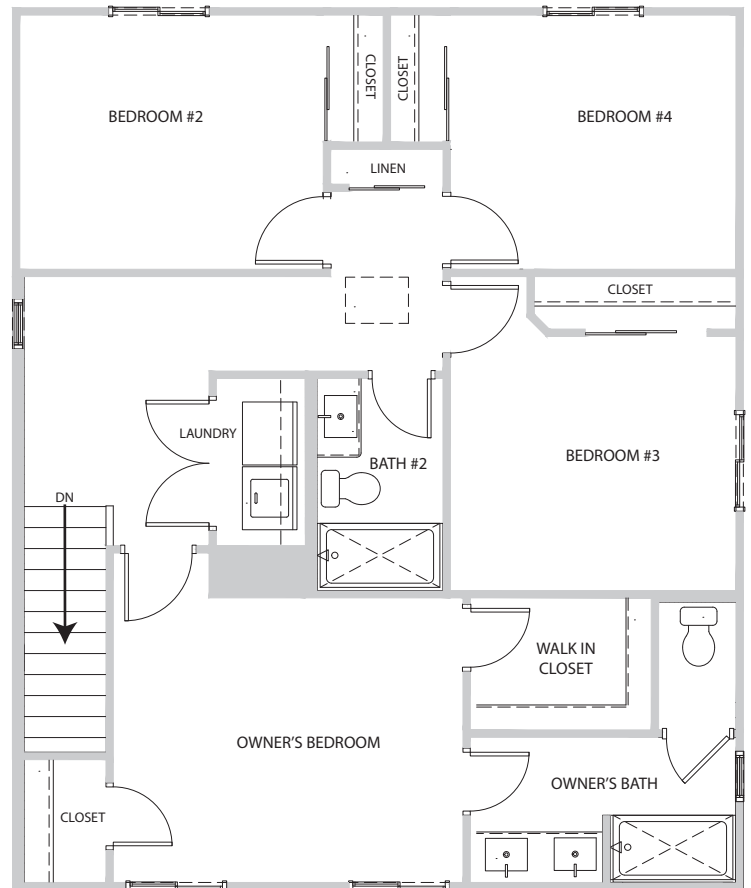 BEDROOM #2
CLOSET
CLOSET
BEDROOM #4
LINEN
CLOSET
LAUNDRY
BATH #2
BEDROOM #3
DN
WALK IN
CLOSET
OWNER'S BEDROOM
OWNER'S BATH
CLOSET